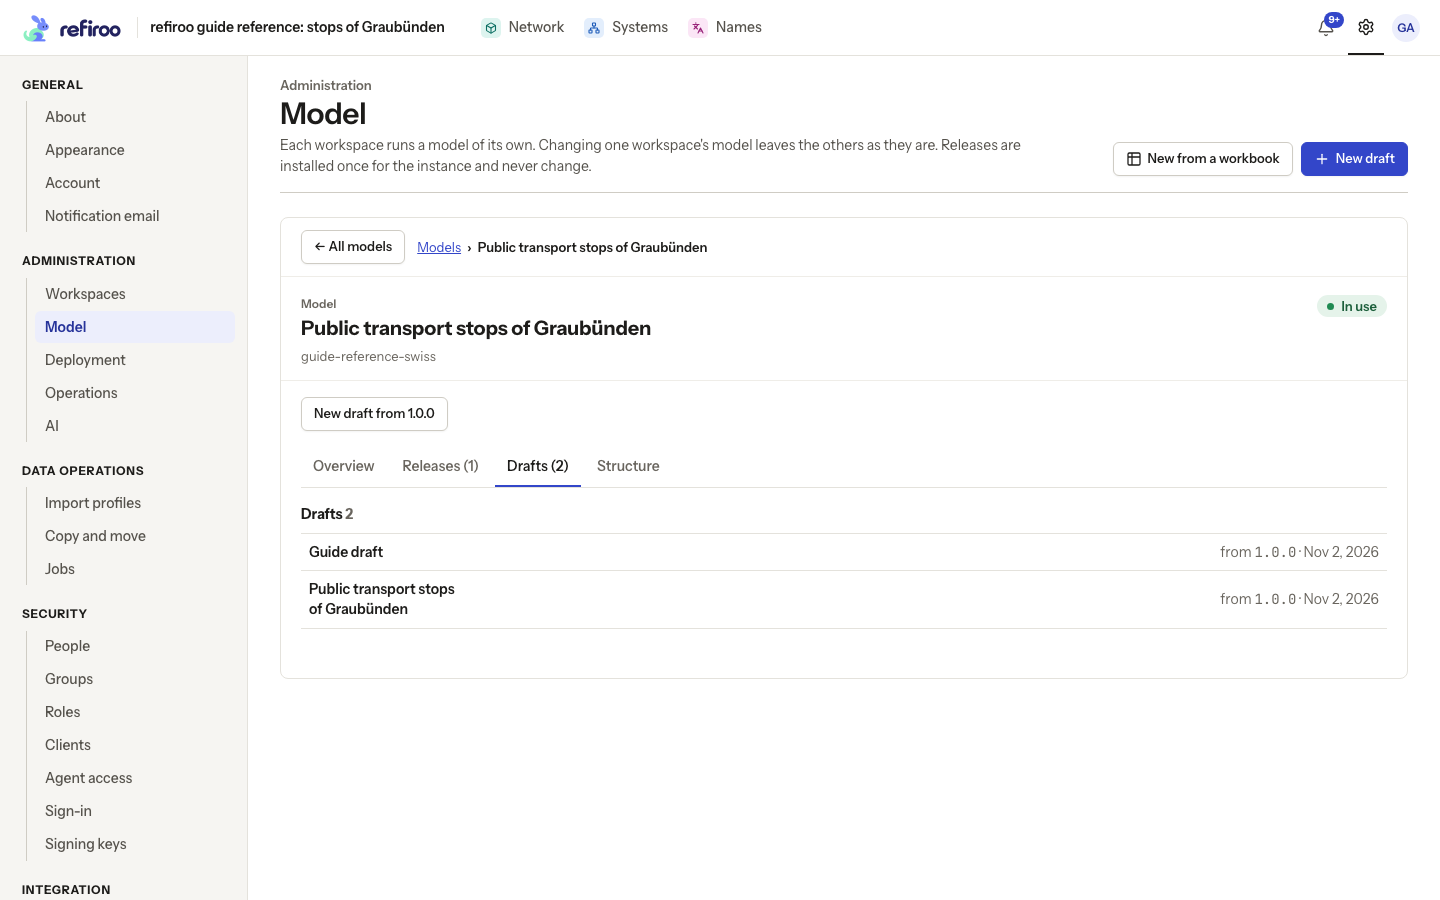 refiroo
refiroo guide reference: stops of Graubünden
Network
Systems
Names
9+
GA
GENERAL
About
Appearance
Account
Notification email
ADMINISTRATION
Workspaces
Model
Deployment
Operations
AI
DATA OPERATIONS
Import profiles
Copy and move
Jobs
SECURITY
People
Groups
Roles
Clients
Agent access
Sign-in
Signing keys
INTEGRATION
Administration
Model
Each workspace runs a model of its own. Changing one workspace's model leaves the others as they are. Releases are
installed once for the instance and never change.
New from a workbook
+ New draft
← All models
Models › Public transport stops of Graubünden
Model
Public transport stops of Graubünden
guide-reference-swiss
In use
New draft from 1.0.0
Overview
Releases (1)
Drafts (2)
Structure
Drafts 2
Guide draft
from 1.0.0 · Nov 2, 2026
Public transport stops
of Graubünden
from 1.0.0 · Nov 2, 2026